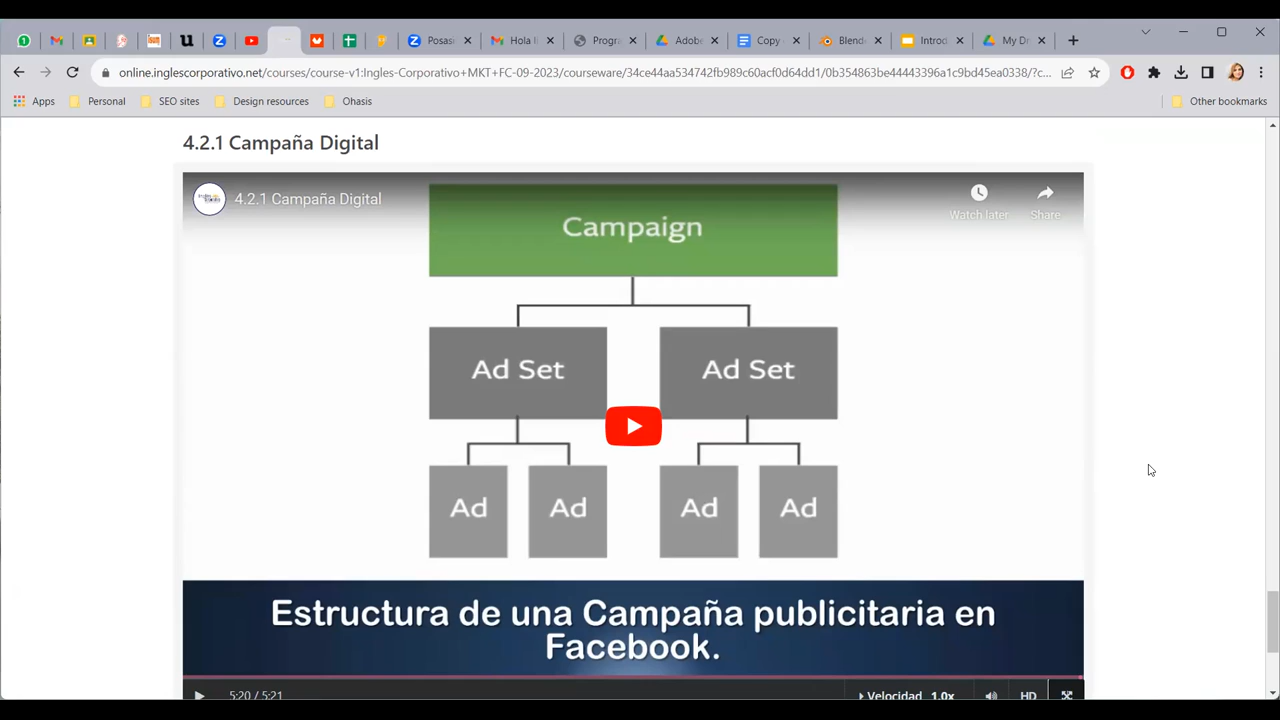 1
Posas
Hola I
Progr
Adobe
Copy
Blend
Introd
My Dr
online.inglescorporativo.net/courses/course-v1:Ingles-Corporativo+MKT+FC-09-2023/courseware/34ce44aa534742fb989c60acf0d64dd1/0b354863be44443396a1c9bd45ea0338/?c...
Apps
Personal
SEO sites
Design resources
Ohasis
Other bookmarks
4.2.1 Campaña Digital
4.2.1 Campaña Digital
Watch later
Share
Campaign
Ad Set
Ad Set
Ad
Ad
Ad
Ad
Estructura de una Campaña publicitaria en
Facebook.
5:20 / 5:21
Velocidad 1.0x
HD